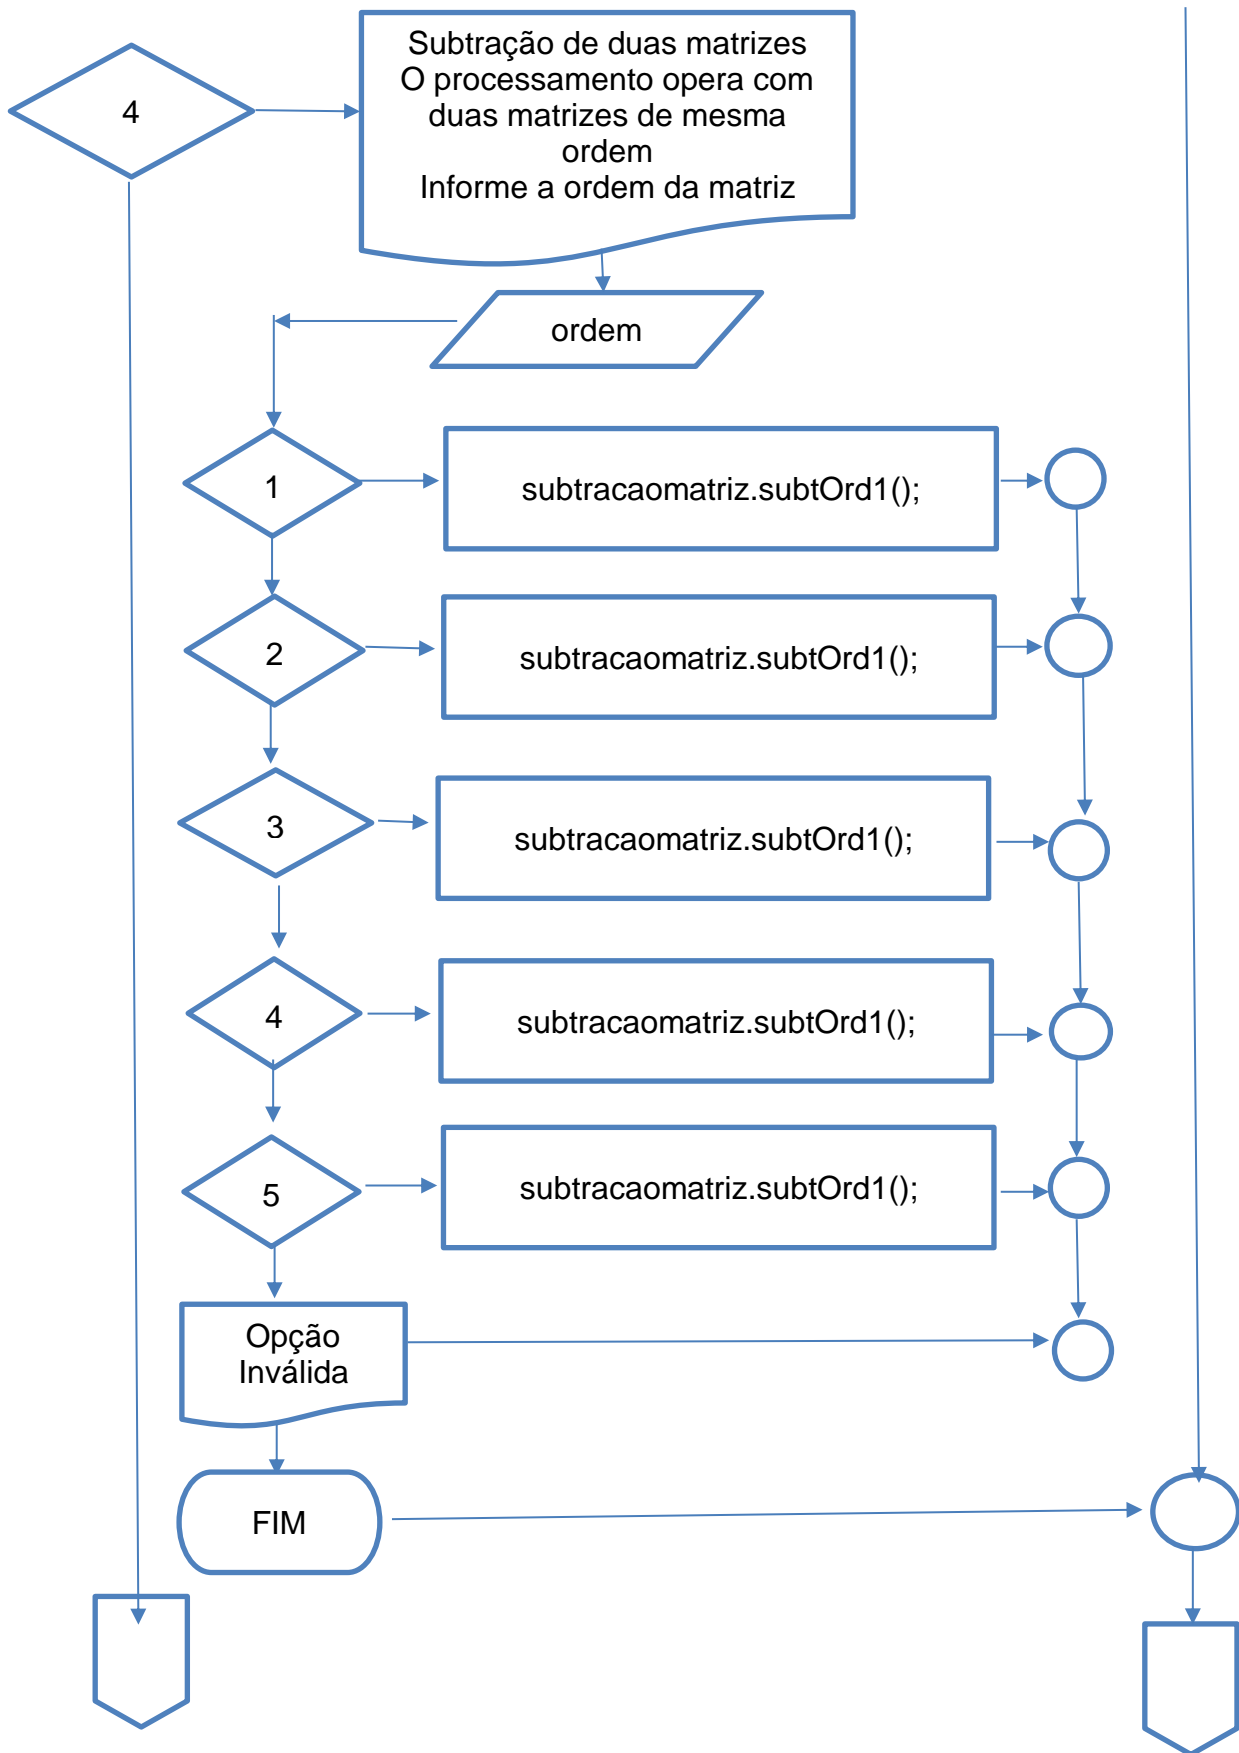 4
Subtração de duas matrizes
O processamento opera com
duas matrizes de mesma
ordem
Informe a ordem da matriz
ordem
1
subtracaomatriz.subtOrd1();
2
subtracaomatriz.subtOrd1();
3
subtracaomatriz.subtOrd1();
4
subtracaomatriz.subtOrd1();
5
subtracaomatriz.subtOrd1();
Opção
Inválida
FIM